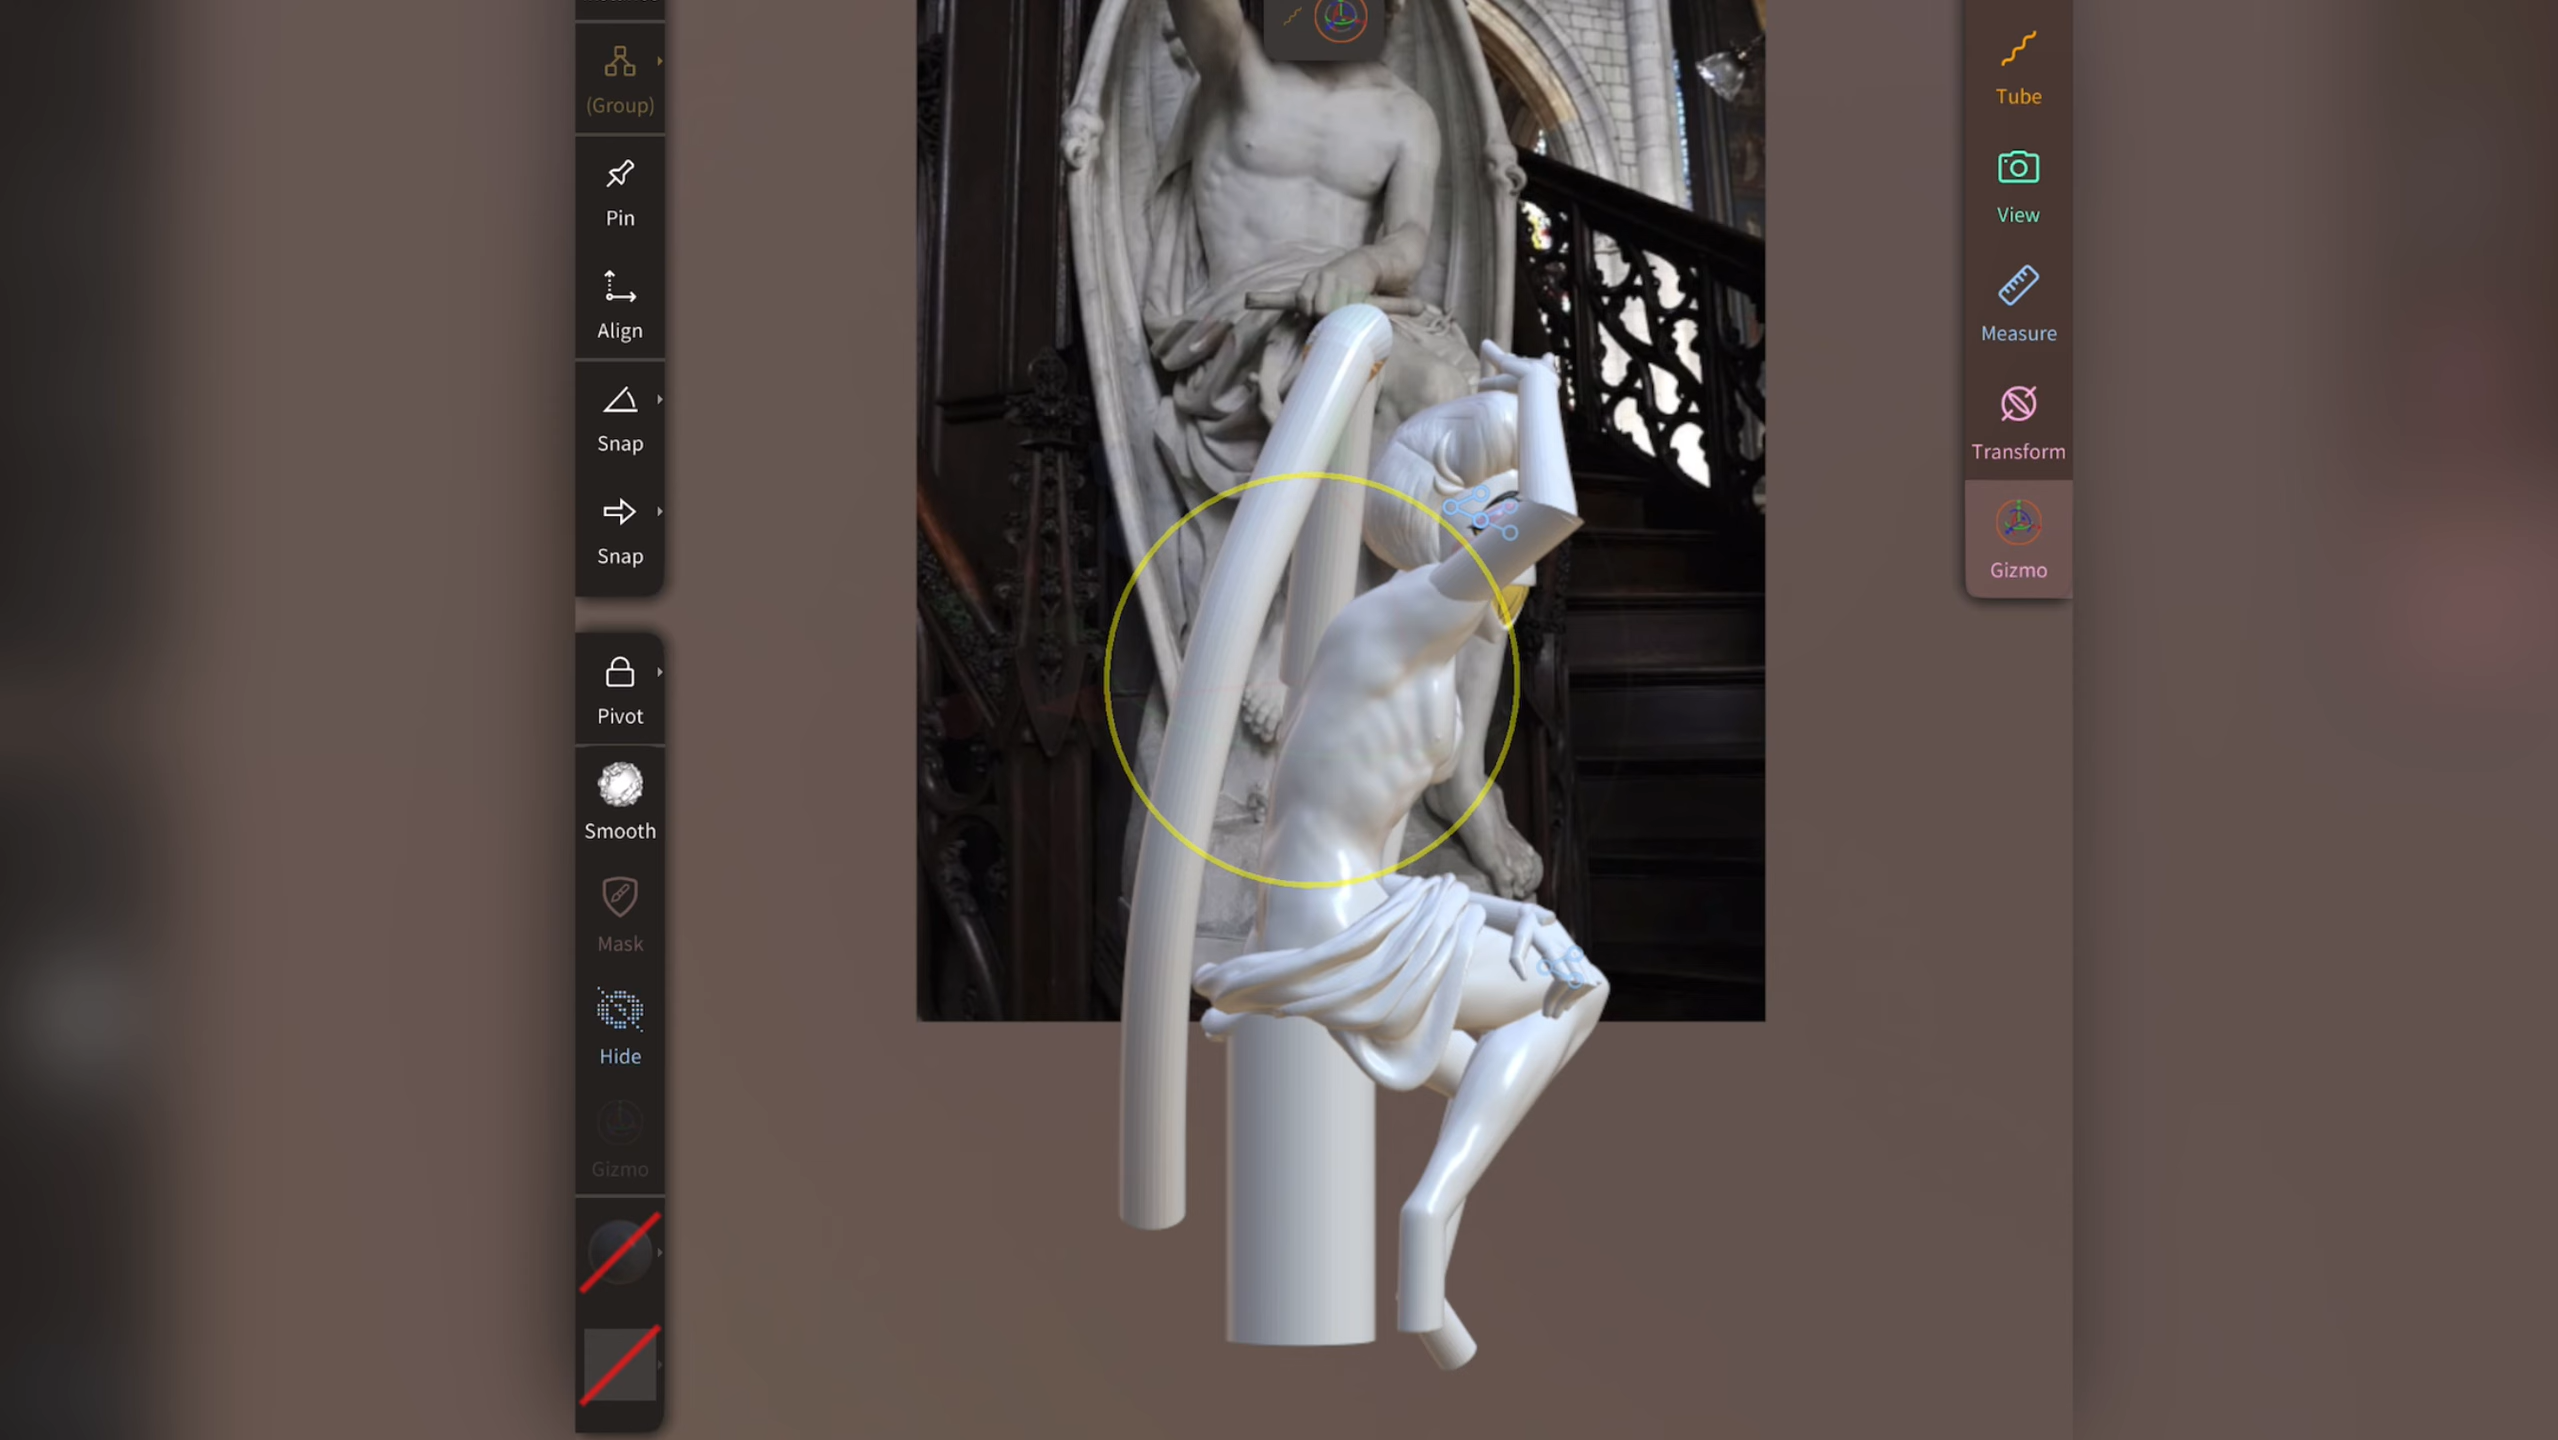 (Group)
Pin
Align
Snap
Snap
Pivot
Smooth
Mask
Hide
Gizmo
Tube
View
Measure
Transform
Gizmo